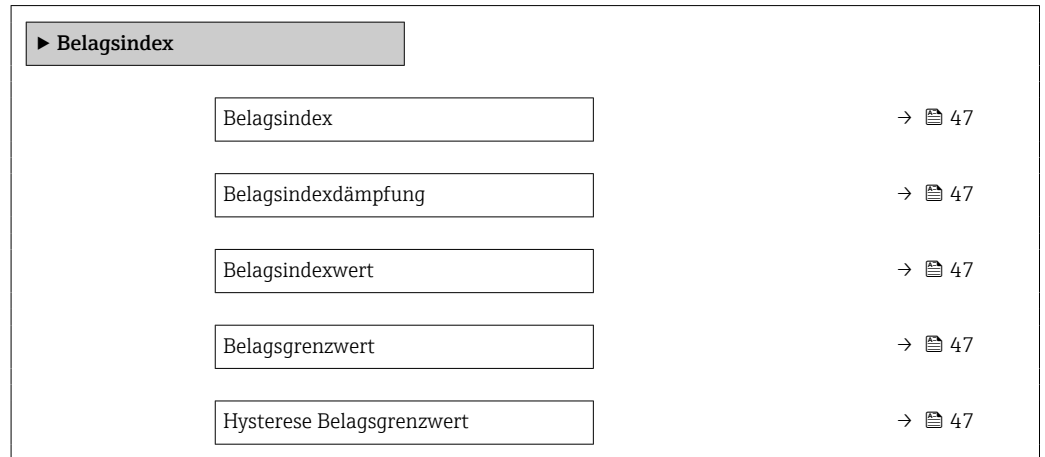 ▶ Belagsindex
Belagsindex → 🖹 47
Belagsindexdämpfung → 🖹 47
Belagsindexwert → 🖹 47
Belagsgrenzwert → 🖹 47
Hysterese Belagsgrenzwert → 🖹 47